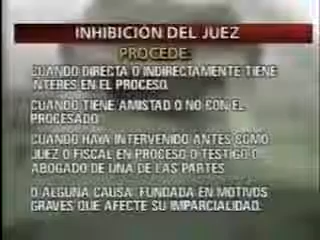 INHIBICIÓN DEL JUEZ
PROCEDE:
CUANDO DIRECTA O INDIRECTAMENTE TIENE
INTERES EN EL PROCESO.
CUANDO TIENE AMISTAD O NO CON EL
PROCESADO
CUANDO HAYA INTERVENIDO ANTES COMO
JUEZ O FISCAL EN PROCESO O TESTIGO O
ABOGADO DE UNA DE LAS PARTES
O ALGUNA CAUSA FUNDADA EN MOTIVOS
GRAVES QUE AFECTE SU IMPARCIALIDAD.